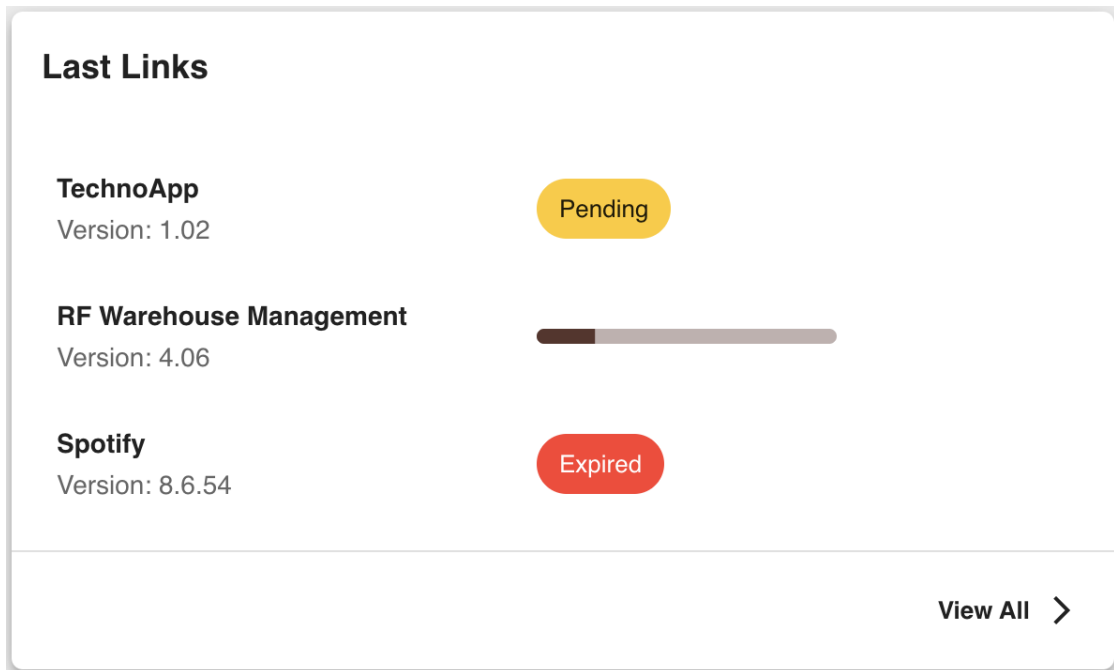 Last Links
TechnoApp
Version: 1.02
Pending
RF Warehouse Management
Version: 4.06
Spotify
Version: 8.6.54
Expired
View All